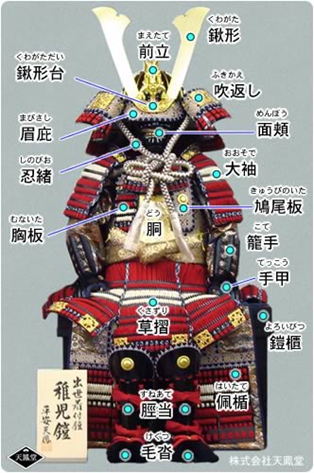 くわがた
鍬形
まえたて
前立
くわがただい
鍬形台
ふきかえ
吹返し
まびさし
眉庇
めんぽう
面頬
しのびお
忍緒
おおそで
大袖
きゅうびのいた
鳩尾板
むないた
胸板
どう
胴
こて
籠手
てっこう
手甲
くさずり
草摺
よろいびつ
鎧櫃
はいたて
佩楯
すねあて
脛当
けぐつ
毛沓
稚児鎧
平安天鳳
天鳳堂
株式会社天鳳堂